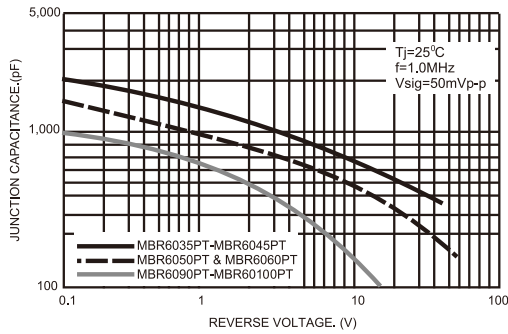 5,000
Tj=25⁰C
f=1.0MHz
Vsig=50mVp-p
JUNCTION CAPACITANCE.(pF)
1,000
MBR6035PT-MBR6045PT
MBR6050PT & MBR6060PT
MBR6090PT-MBR60100PT
100
0.1
1
10
100
REVERSE VOLTAGE. (V)